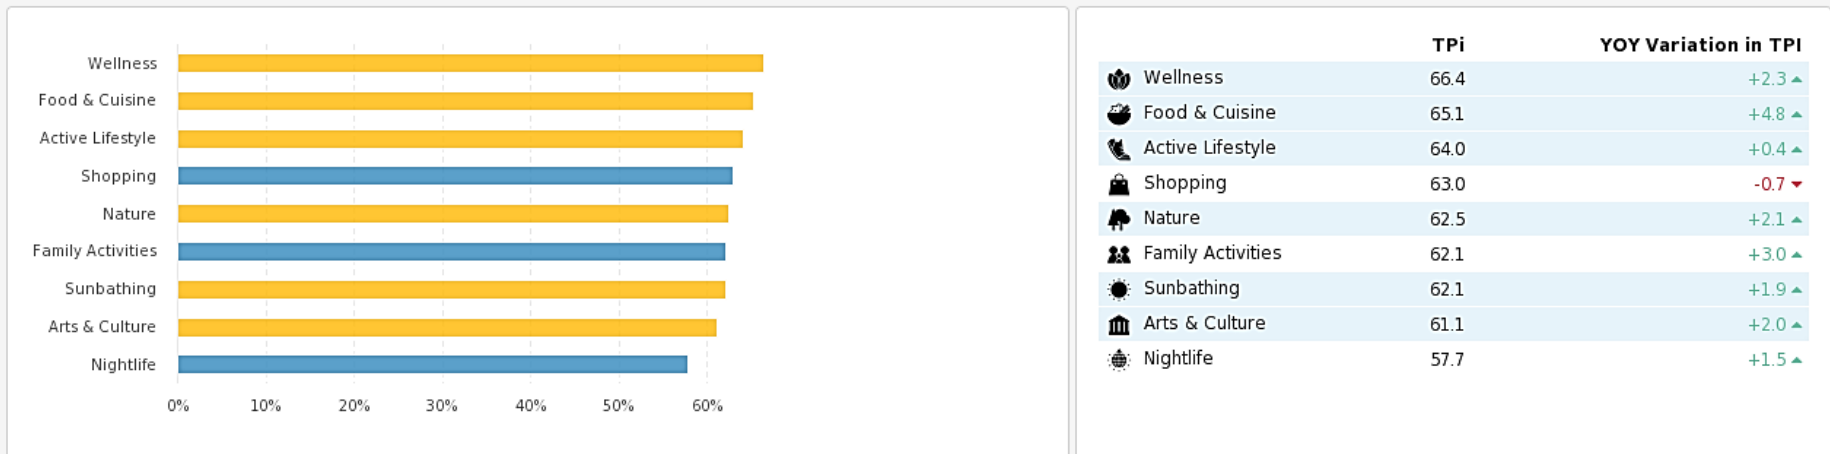 Wellness
Food & Cuisine
Active Lifestyle
Shopping
Nature
Family Activities
Sunbathing
Arts & Culture
Nightlife
0% 10% 20% 30% 40% 50% 60%
TPi YOY Variation in TPI
Wellness 66.4 +2.3
Food & Cuisine 65.1 +4.8
Active Lifestyle 64.0 +0.4
Shopping 63.0 -0.7
Nature 62.5 +2.1
Family Activities 62.1 +3.0
Sunbathing 62.1 +1.9
Arts & Culture 61.1 +2.0
Nightlife 57.7 +1.5